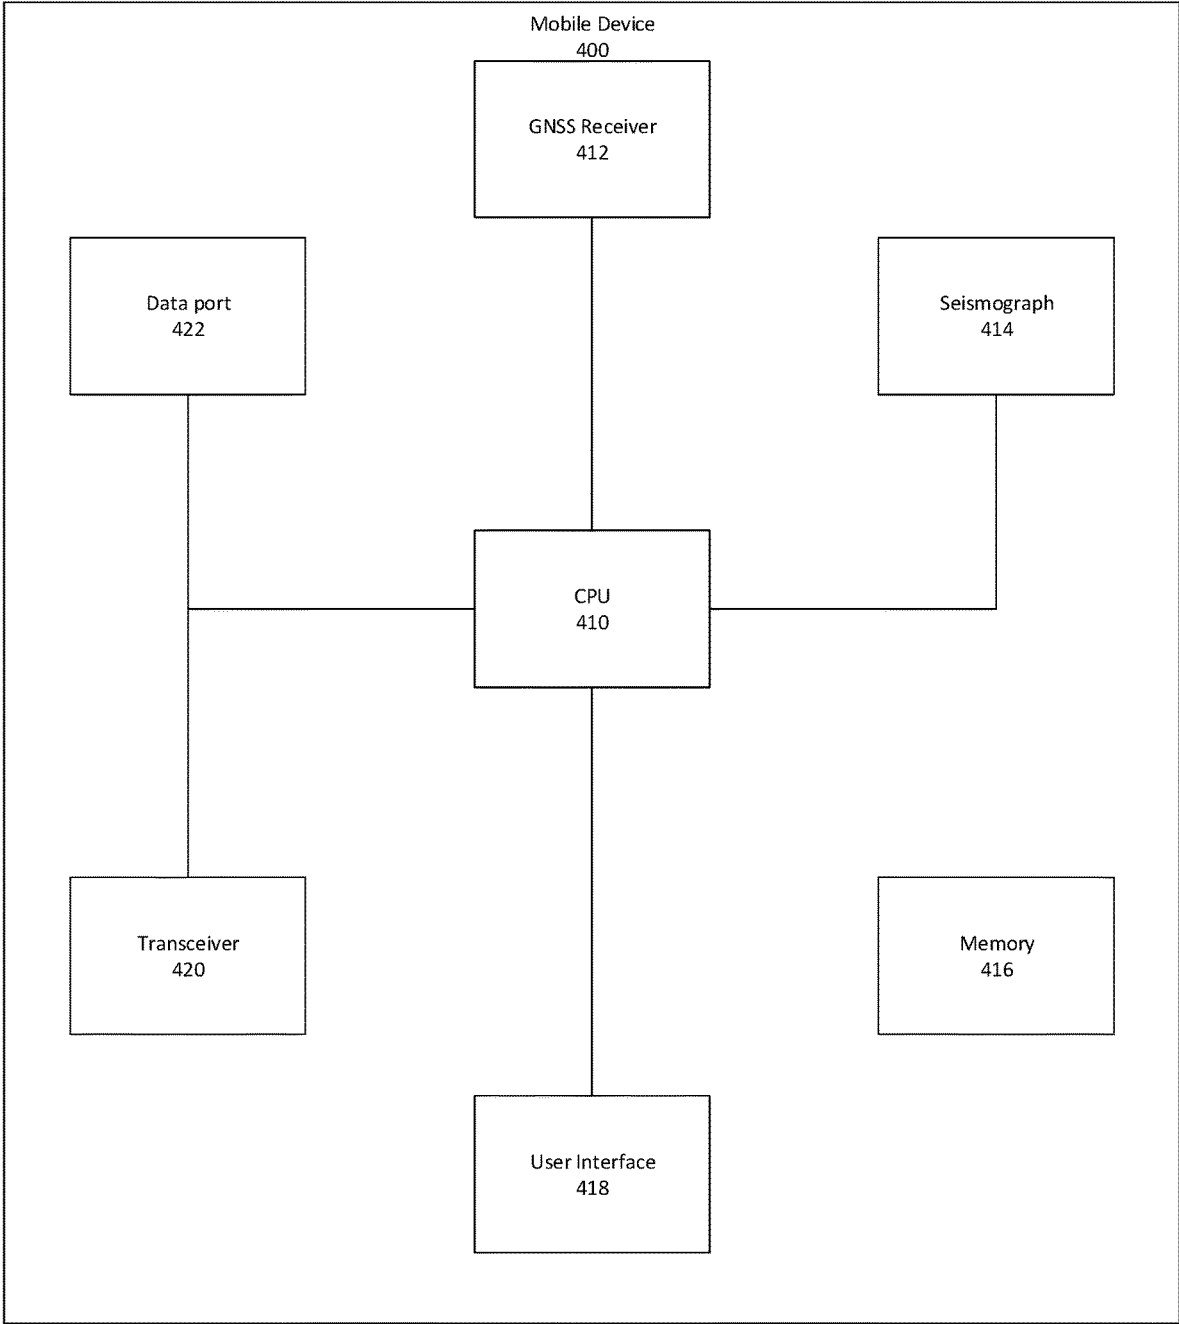 Mobile Device
400
GNSS Receiver
412
Data port
422
Seismograph
414
CPU
410
Transceiver
420
Memory
416
User Interface
418